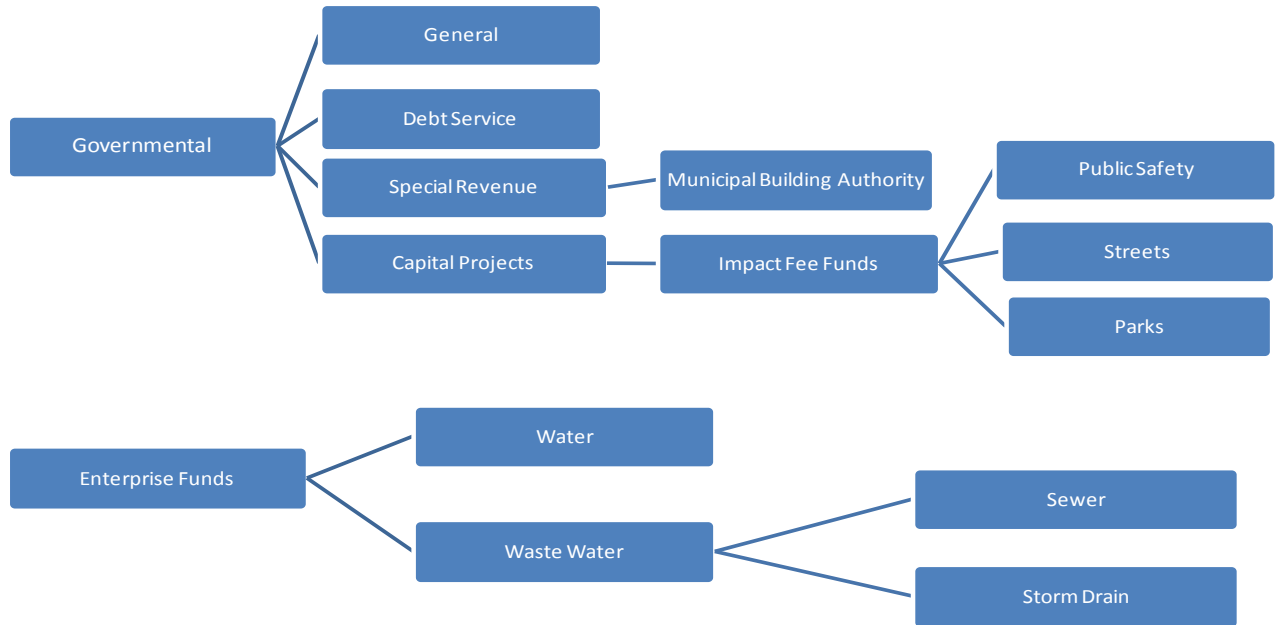 General
Governmental
Debt Service
Special Revenue
Municipal Building Authority
Public Safety
Capital Projects
Impact Fee Funds
Streets
Parks
Enterprise Funds
Water
Waste Water
Sewer
Storm Drain